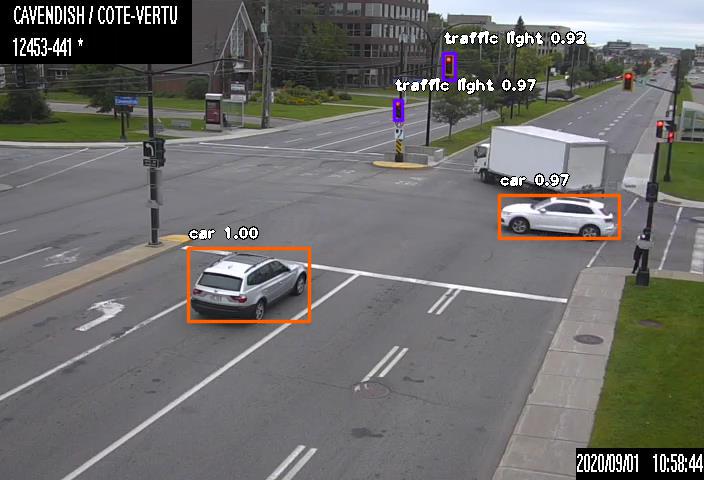 CAVENDISH / COTE-VERTU
12453-441 *
traffic light 0.92
traffic light 0.97
car 0.97
car 1.00
2020/09/01 10:58:44